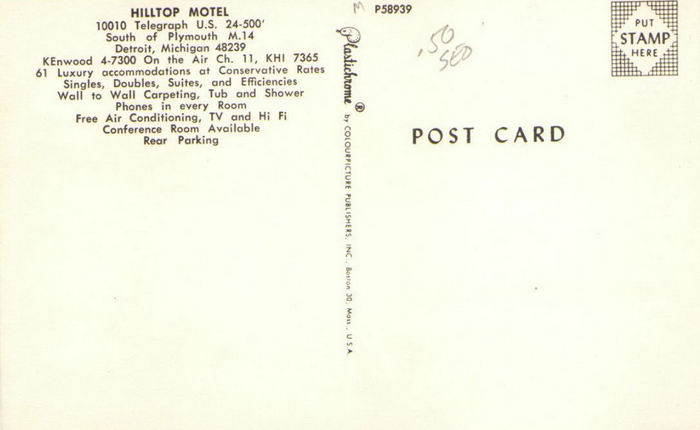 HILLTOP MOTEL
10010 Telegraph U.S. 24-500'
South of Plymouth M.14
Detroit, Michigan 48239
KEnwood 4-7300 On the Air Ch. 11, KHI 7365
61 Luxury accommodations at Conservative Rates
Singles, Doubles, Suites, and Efficiencies
Wall to Wall Carpeting, Tub and Shower
Phones in every Room
Free Air Conditioning, TV and Hi Fi
Conference Room Available
Rear Parking
M P58939
Plastichrome® by COLOURPICTURE PUBLISHERS, INC., Boston 30, Mass., U.S.A.
.50
PUT
STAMP
HERE
POST CARD